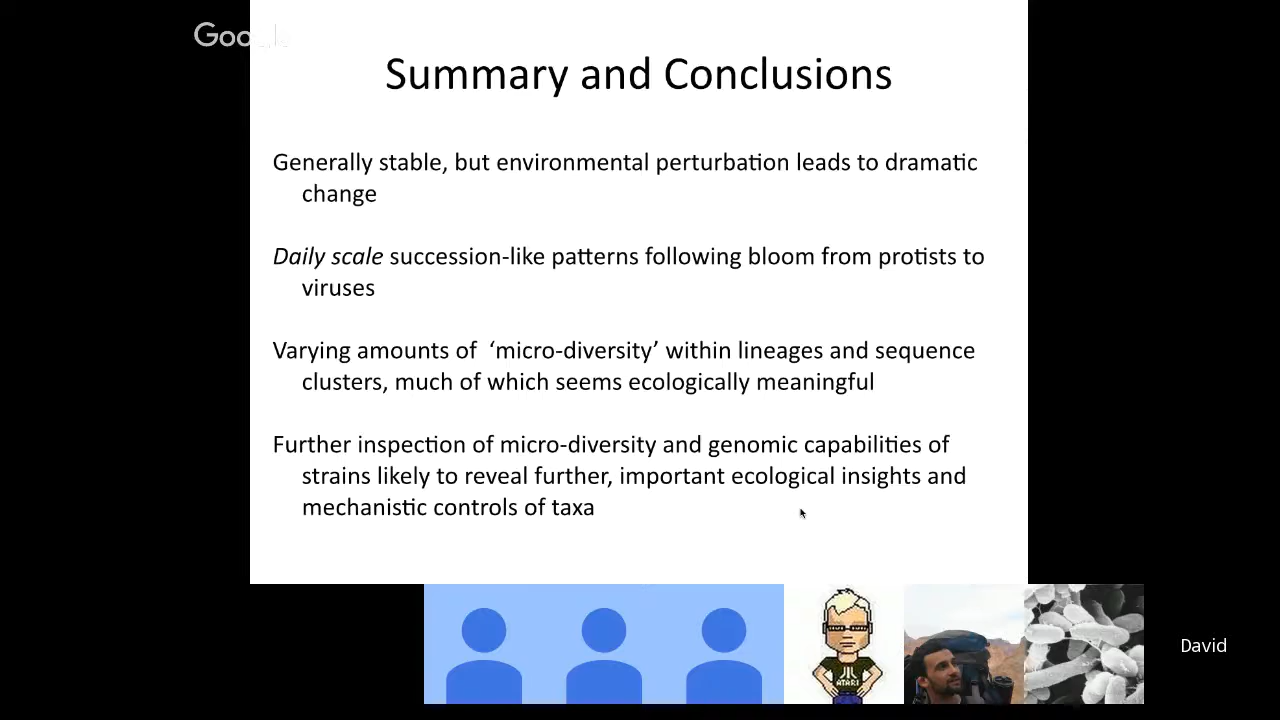 Google
Summary and Conclusions
Generally stable, but environmental perturbation leads to dramatic
change
Daily scale succession-like patterns following bloom from protists to
viruses
Varying amounts of ‘micro-diversity’ within lineages and sequence
clusters, much of which seems ecologically meaningful
Further inspection of micro-diversity and genomic capabilities of
strains likely to reveal further, important ecological insights and
mechanistic controls of taxa
ATARI
David